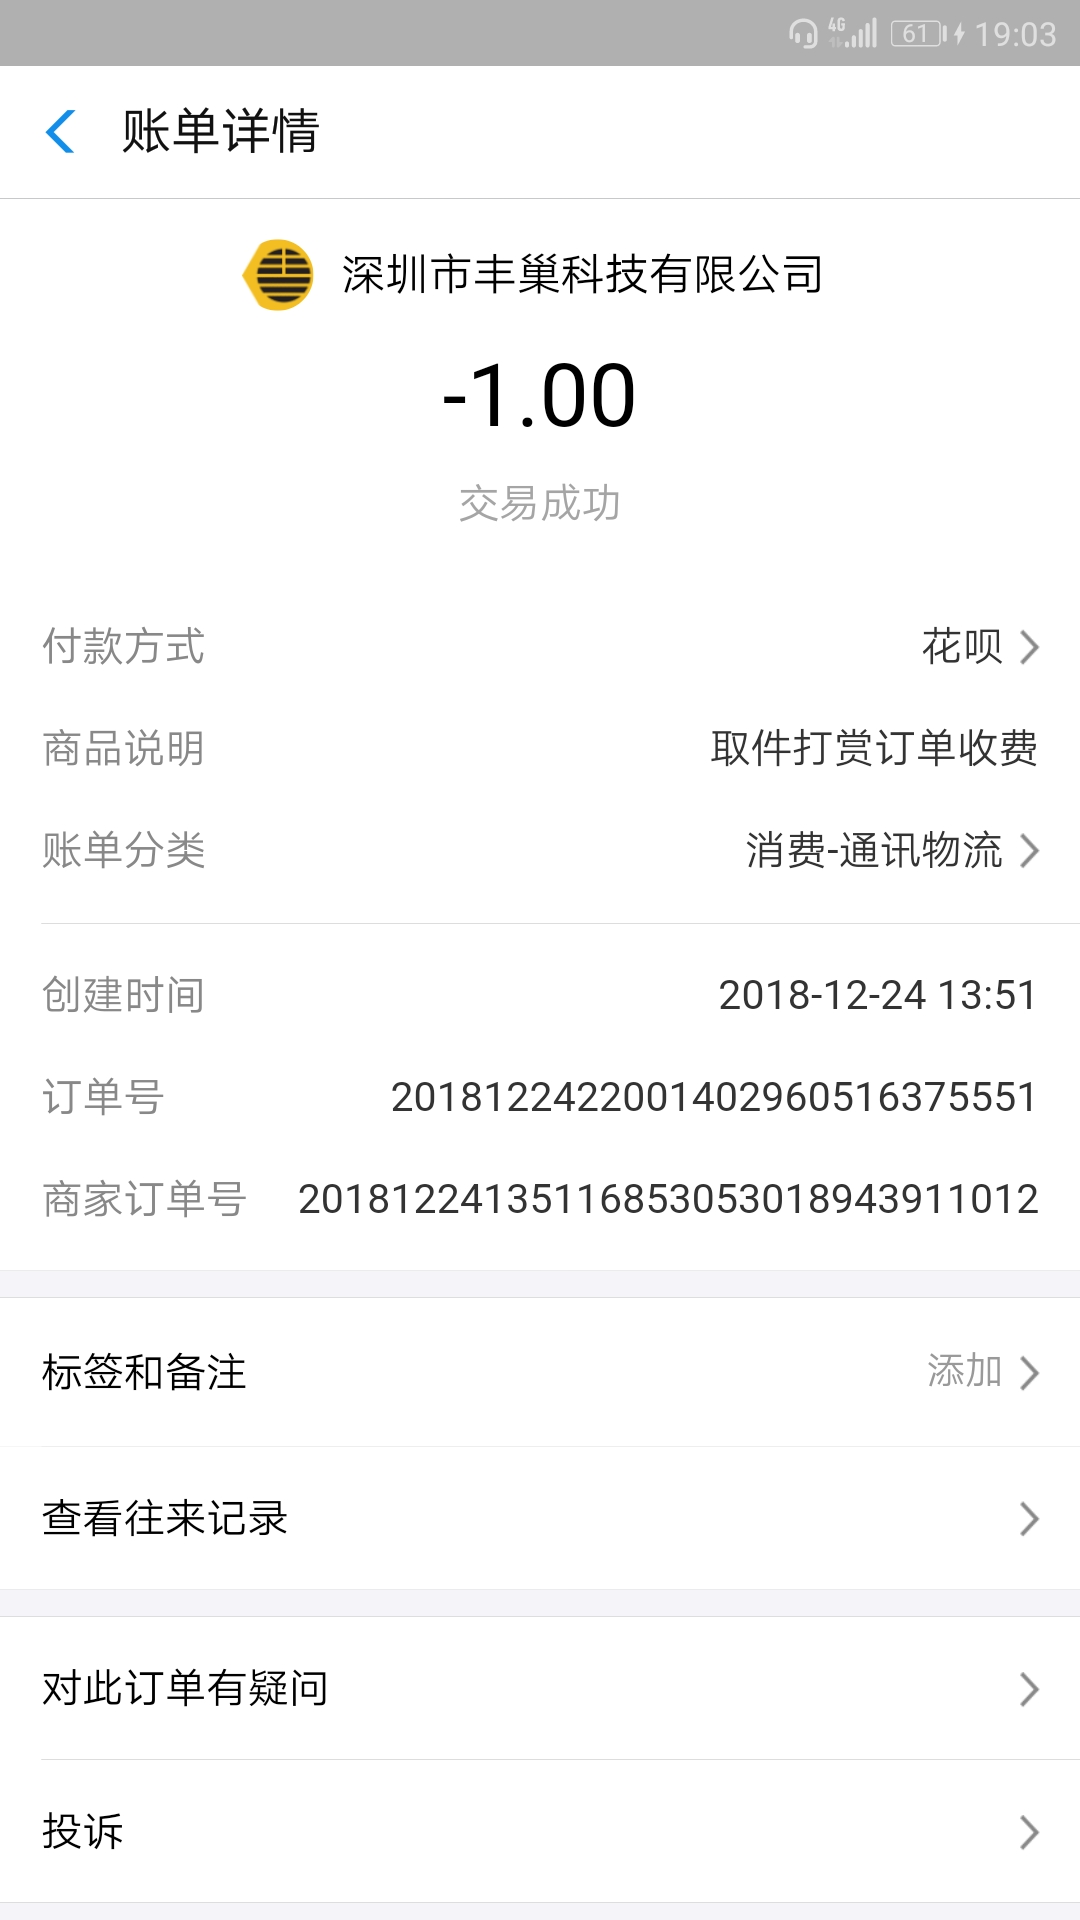 4G 61 19:03
账单详情
深圳市丰巢科技有限公司
-1.00
交易成功
付款方式 花呗
商品说明 取件打赏订单收费
账单分类 消费-通讯物流
创建时间 2018-12-24 13:51
订单号 2018122422001402960516375551
商家订单号 20181224135116853053018943911012
标签和备注 添加
查看往来记录
对此订单有疑问
投诉